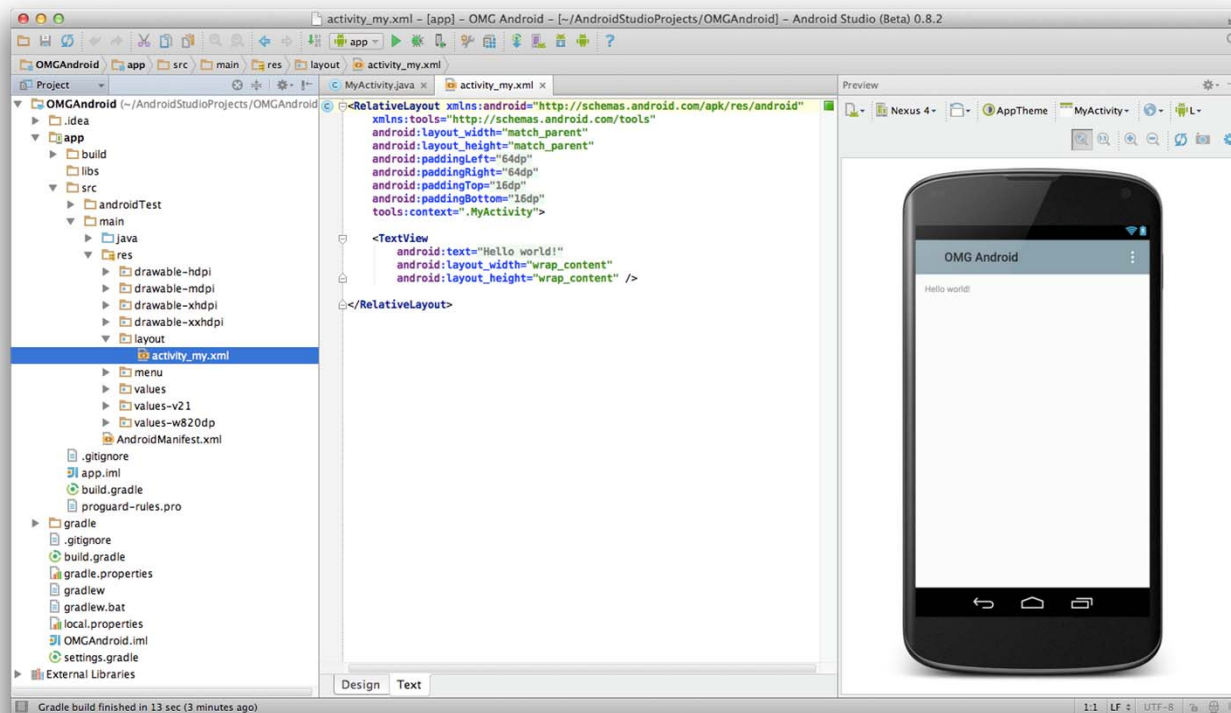 activity_my.xml – [app] – OMG Android – [~/AndroidStudioProjects/OMGAndroid] – Android Studio (Beta) 0.8.2
app
OMGAndroid app src main res layout activity_my.xml
Project
MyActivity.java activity_my.xml
Preview
OMGAndroid (~/AndroidStudioProjects/OMGAndroid
.idea
app
build
libs
src
androidTest
main
java
res
drawable-hdpi
drawable-mdpi
drawable-xhdpi
drawable-xxhdpi
layout
activity_my.xml
menu
values
values-v21
values-w820dp
AndroidManifest.xml
.gitignore
app.iml
build.gradle
proguard-rules.pro
gradle
.gitignore
build.gradle
gradle.properties
gradlew
gradlew.bat
local.properties
OMGAndroid.iml
settings.gradle
External Libraries
<RelativeLayout xmlns:android="http://schemas.android.com/apk/res/android"
xmlns:tools="http://schemas.android.com/tools"
android:layout_width="match_parent"
android:layout_height="match_parent"
android:paddingLeft="64dp"
android:paddingRight="64dp"
android:paddingTop="16dp"
android:paddingBottom="16dp"
tools:context=".MyActivity">
<TextView
android:text="Hello world!"
android:layout_width="wrap_content"
android:layout_height="wrap_content" />
</RelativeLayout>
Design Text
Nexus 4 AppTheme MyActivity L
OMG Android
Hello world!
Gradle build finished in 13 sec (3 minutes ago)
1:1 LF UTF-8